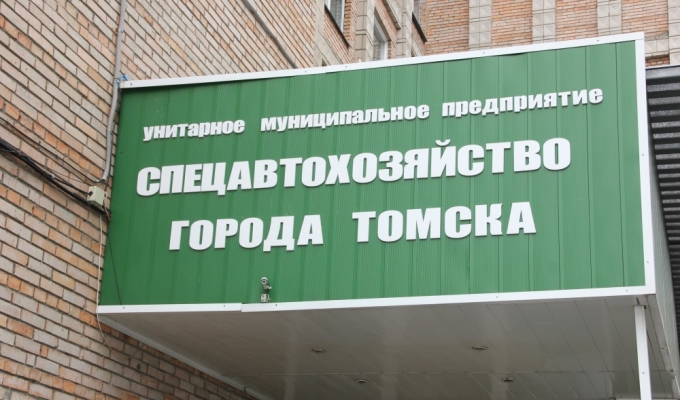 унитарное муниципальное предприятие
СПЕЦАВТОХОЗЯЙСТВО
ГОРОДА ТОМСКА